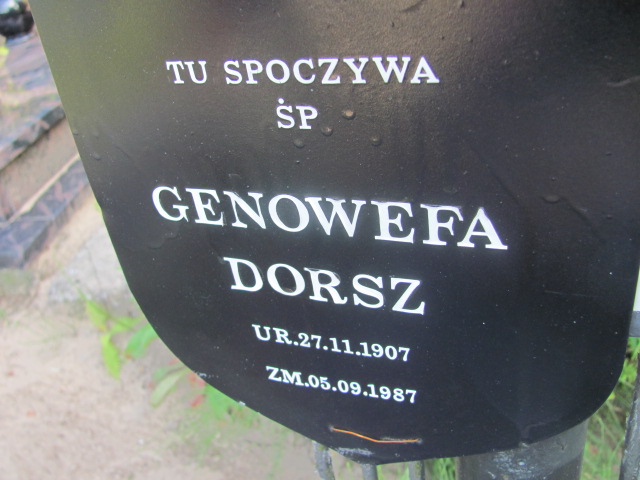 TU SPOCZYWA
ŚP
GENOWEFA
DORSZ
UR.27.11.1907
ZM.05.09.1987